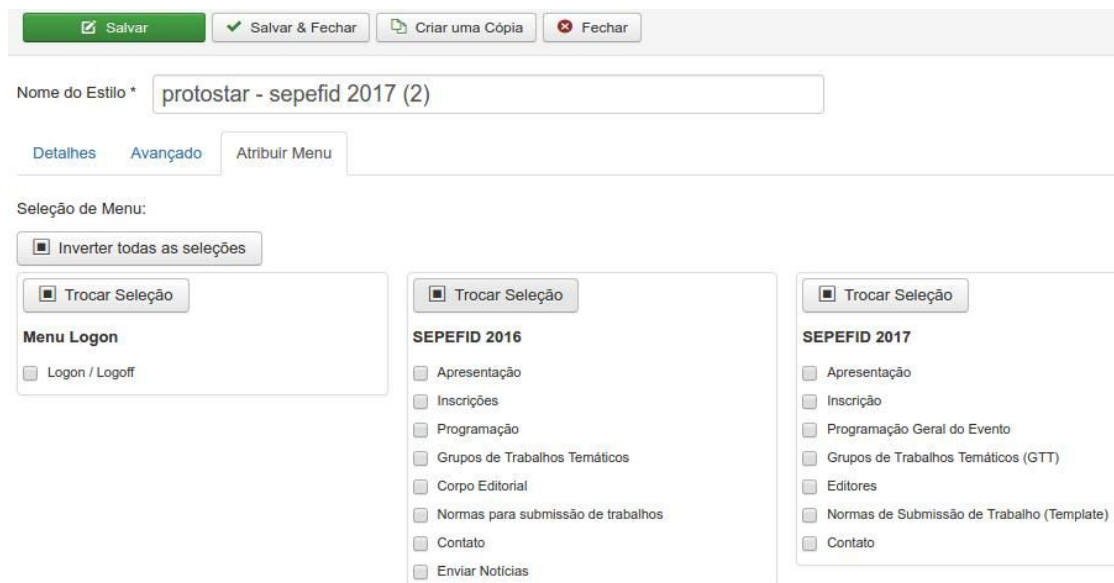 Salvar
Salvar & Fechar
Criar uma Cópia
Fechar
Nome do Estilo *
protostar - sepefid 2017 (2)
Detalhes
Avançado
Atribuir Menu
Seleção de Menu:
Inverter todas as seleções
Trocar Seleção
Menu Logon
Logon / Logoff
Trocar Seleção
SEPEFID 2016
Apresentação
Inscrições
Programação
Grupos de Trabalhos Temáticos
Corpo Editorial
Normas para submissão de trabalhos
Contato
Enviar Notícias
Trocar Seleção
SEPEFID 2017
Apresentação
Inscrição
Programação Geral do Evento
Grupos de Trabalhos Temáticos (GTT)
Editores
Normas de Submissão de Trabalho (Template)
Contato